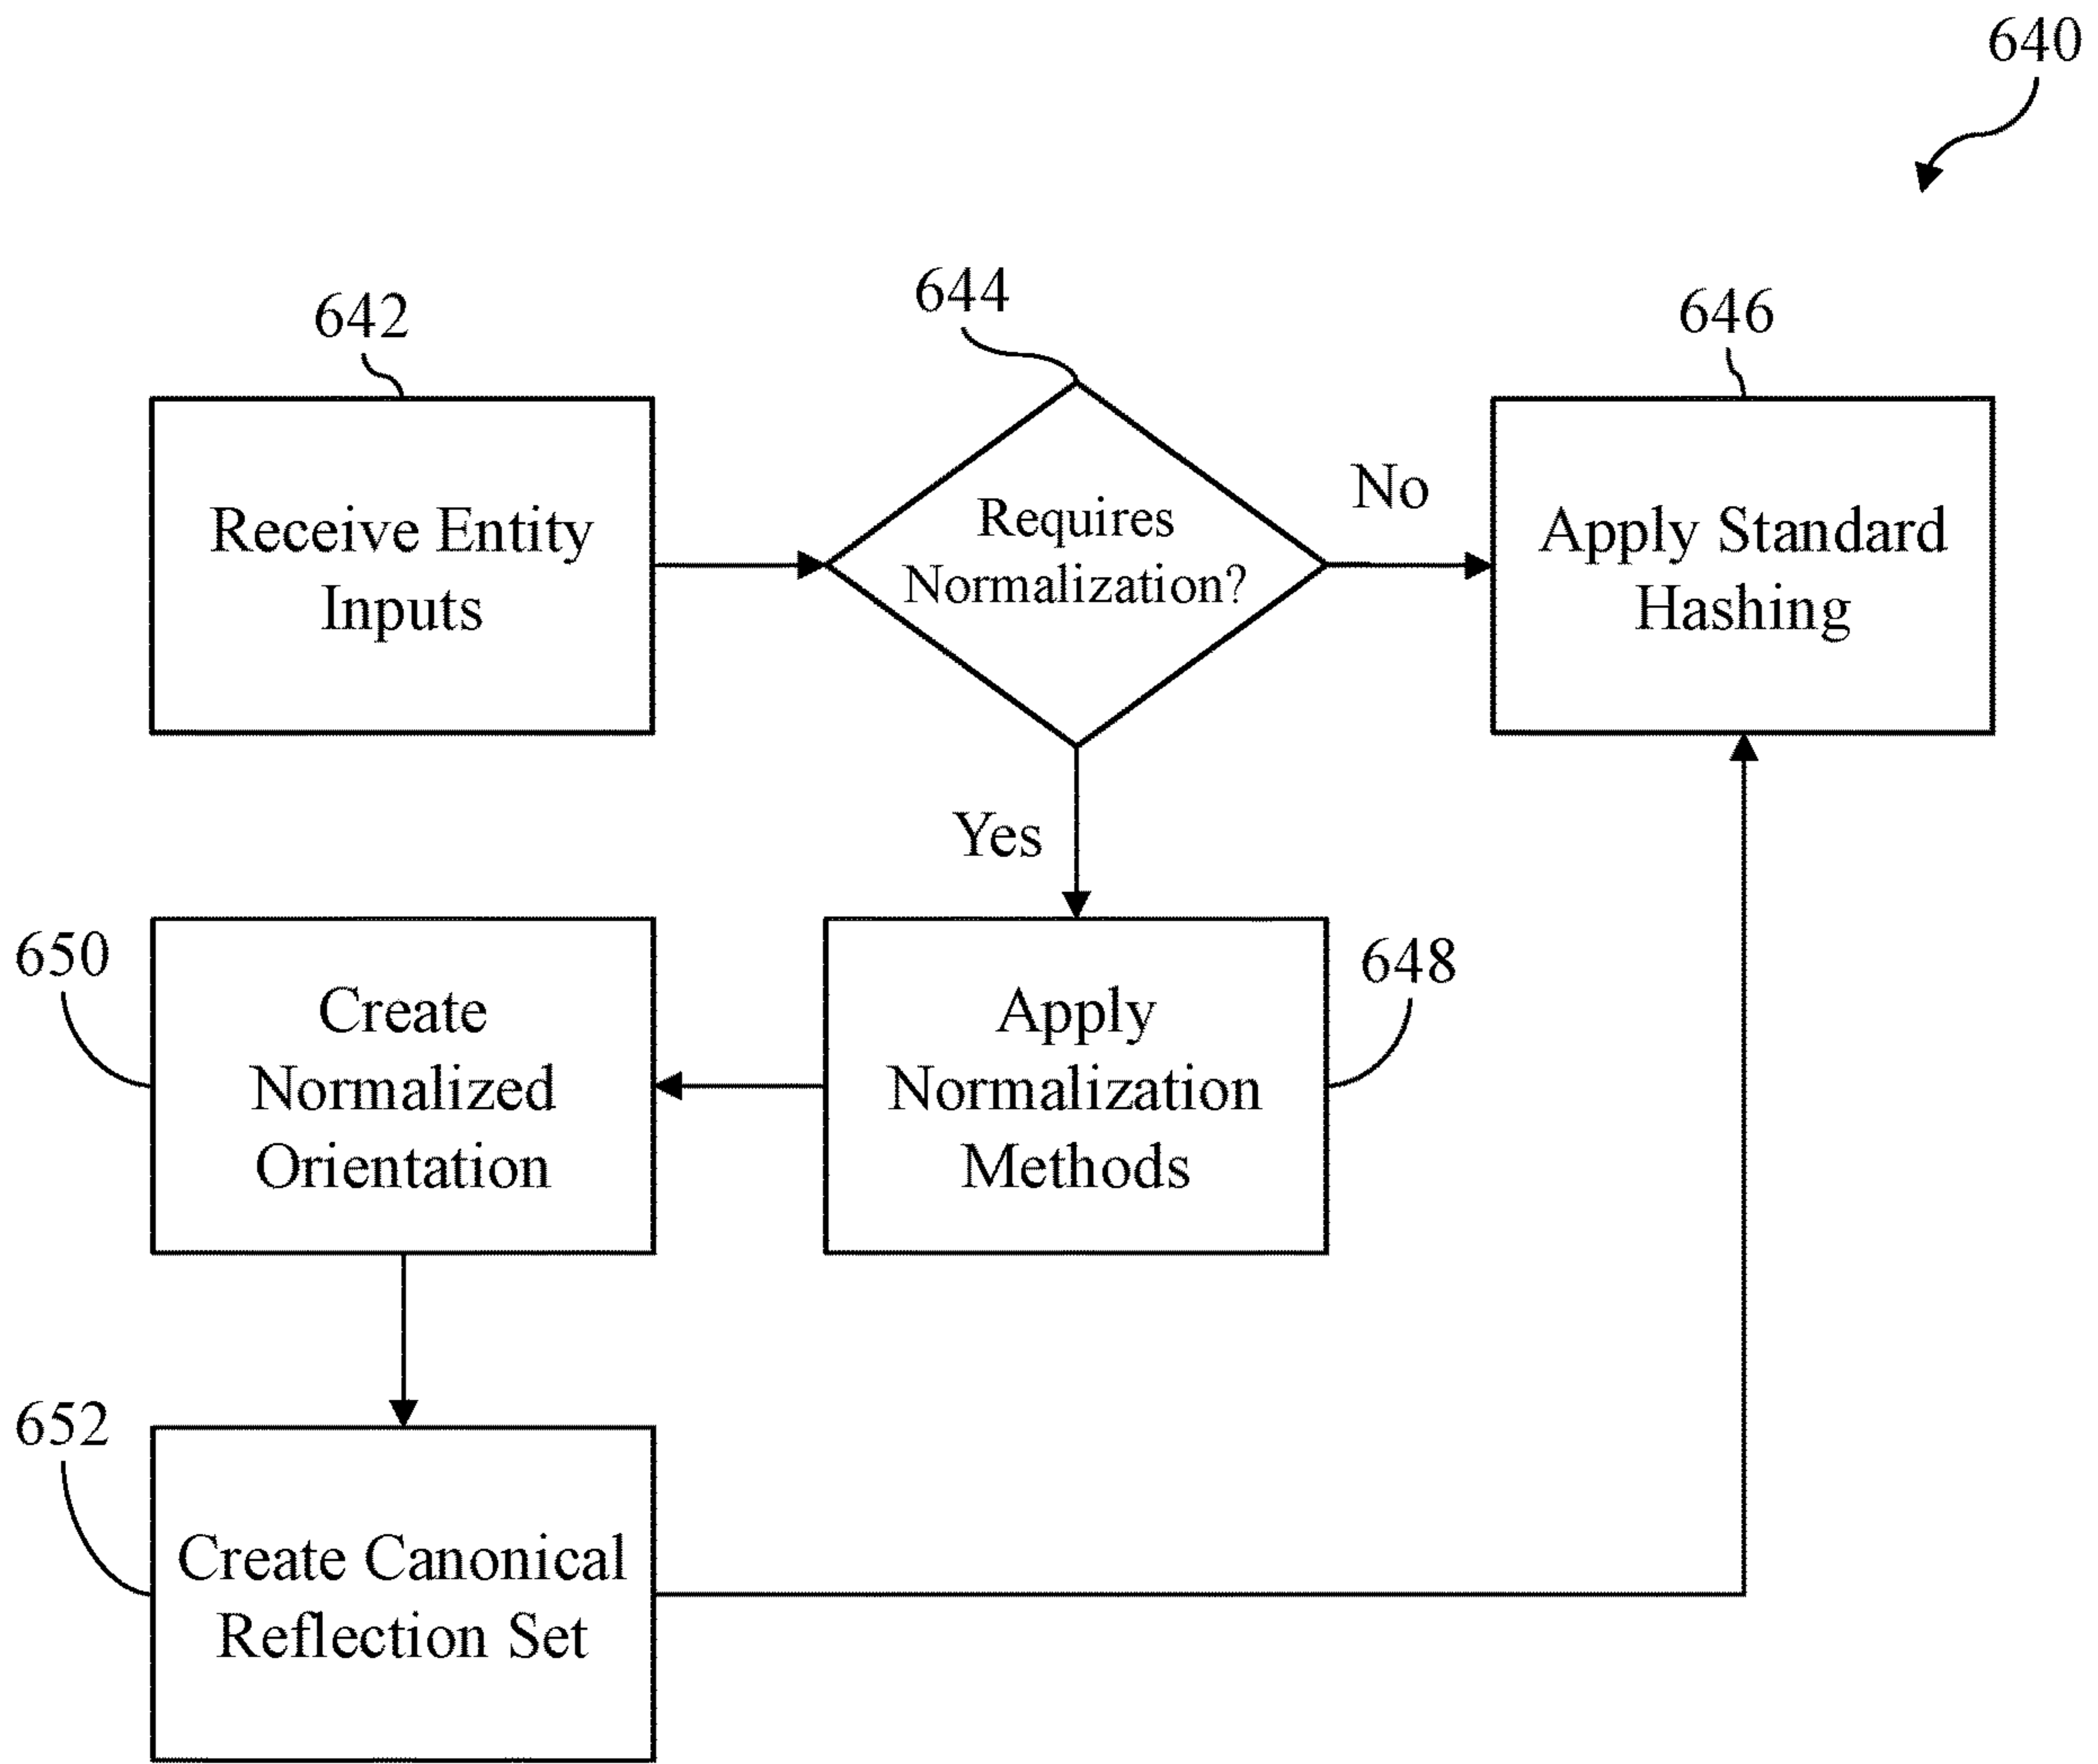 640
642
644
646
Receive Entity
Inputs
Requires
Normalization?
No
Apply Standard
Hashing
Yes
650
Create
Normalized
Orientation
Apply
Normalization
Methods
648
652
Create Canonical
Reflection Set